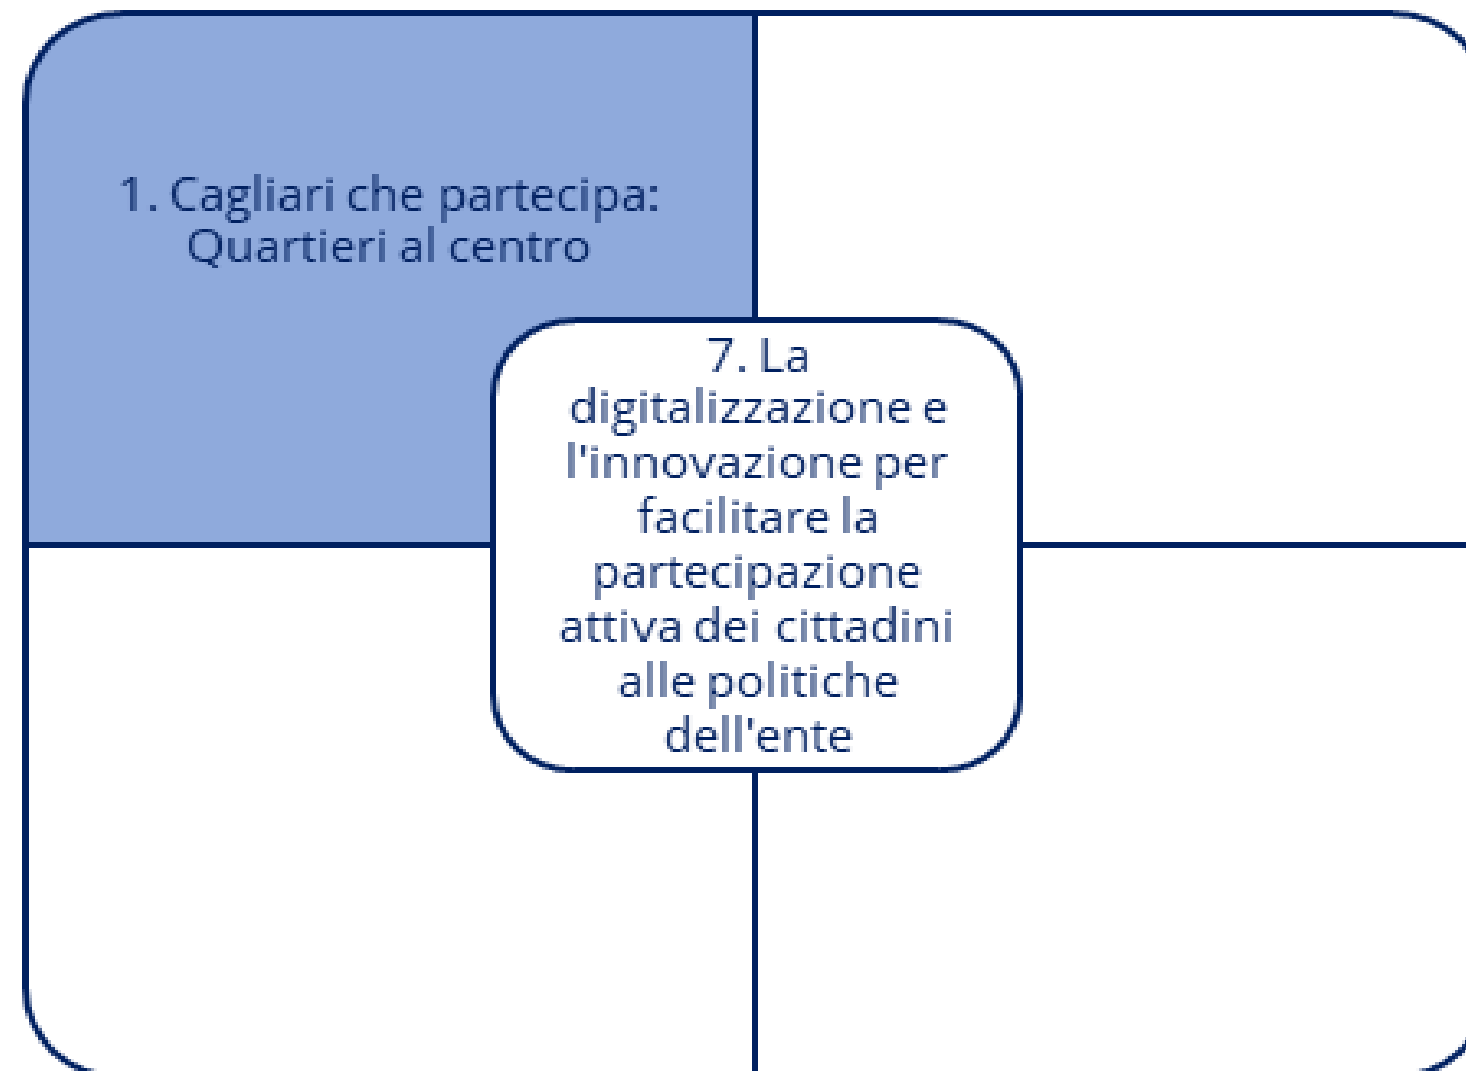 1. Cagliari che partecipa:
Quartieri al centro
7. La
digitalizzazione e
l'innovazione per
facilitare la
partecipazione
attiva dei cittadini
alle politiche
dell'ente